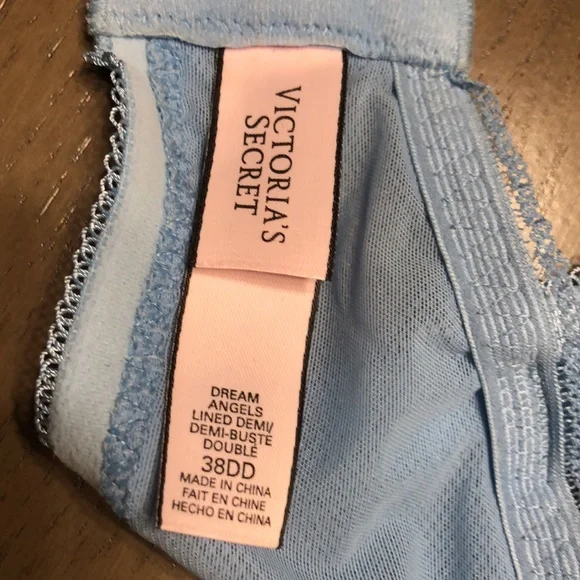 VICTORIA'S
SECRET
DREAM
ANGELS
LINED DEMI/
DEMI-BUSTE
DOUBLÉ
38DD
MADE IN CHINA
FAIT EN CHINE
HECHO EN CHINA